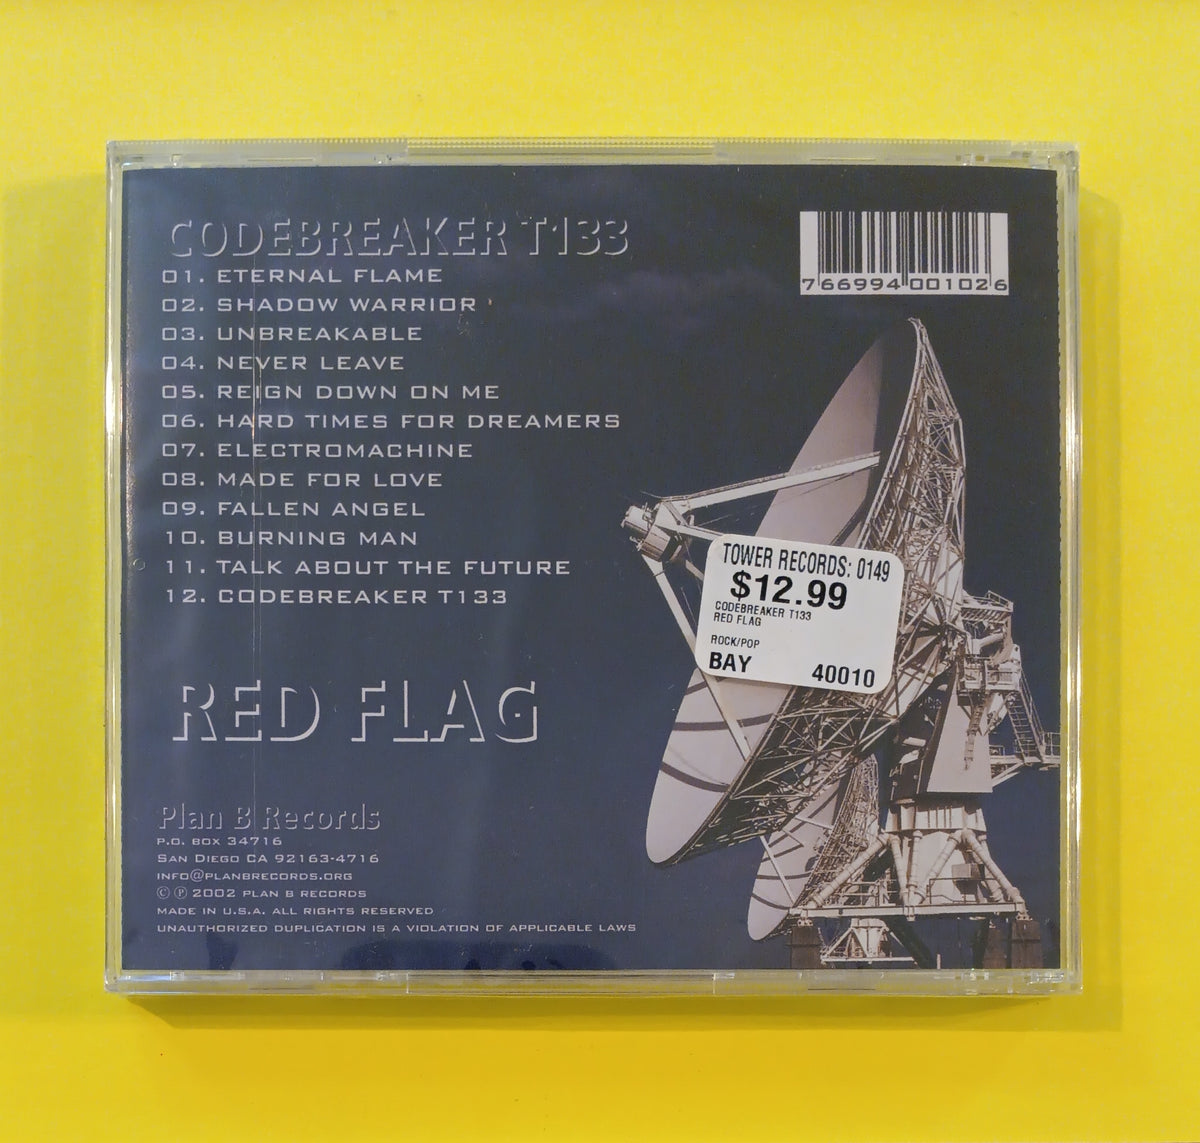 CODEBREAKER T133
01. ETERNAL FLAME
02. SHADOW WARRIOR
03. UNBREAKABLE
04. NEVER LEAVE
05. REIGN DOWN ON ME
06. HARD TIMES FOR DREAMERS
07. ELECTROMACHINE
08. MADE FOR LOVE
09. FALLEN ANGEL
10. BURNING MAN
11. TALK ABOUT THE FUTURE
12. CODEBREAKER T133
7 66994 00102 6
TOWER RECORDS: 0149
$12.99
CODEBREAKER T133
RED FLAG
ROCK/POP
BAY 40010
RED FLAG
Plan B Records
P.O. BOX 34716
SAN DIEGO CA 92163-4716
INFO@PLANBRECORDS.ORG
© ℗ 2002 PLAN B RECORDS
MADE IN U.S.A. ALL RIGHTS RESERVED
UNAUTHORIZED DUPLICATION IS A VIOLATION OF APPLICABLE LAWS